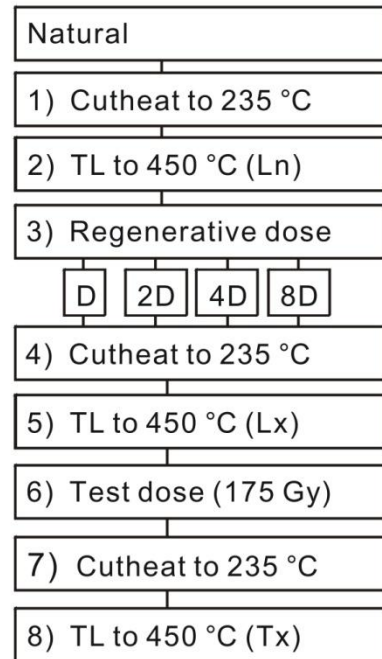 Natural
1) Cutheat to 235 °C
2) TL to 450 °C (Ln)
3) Regenerative dose
D 2D 4D 8D
4) Cutheat to 235 °C
5) TL to 450 °C (Lx)
6) Test dose (175 Gy)
7) Cutheat to 235 °C
8) TL to 450 °C (Tx)